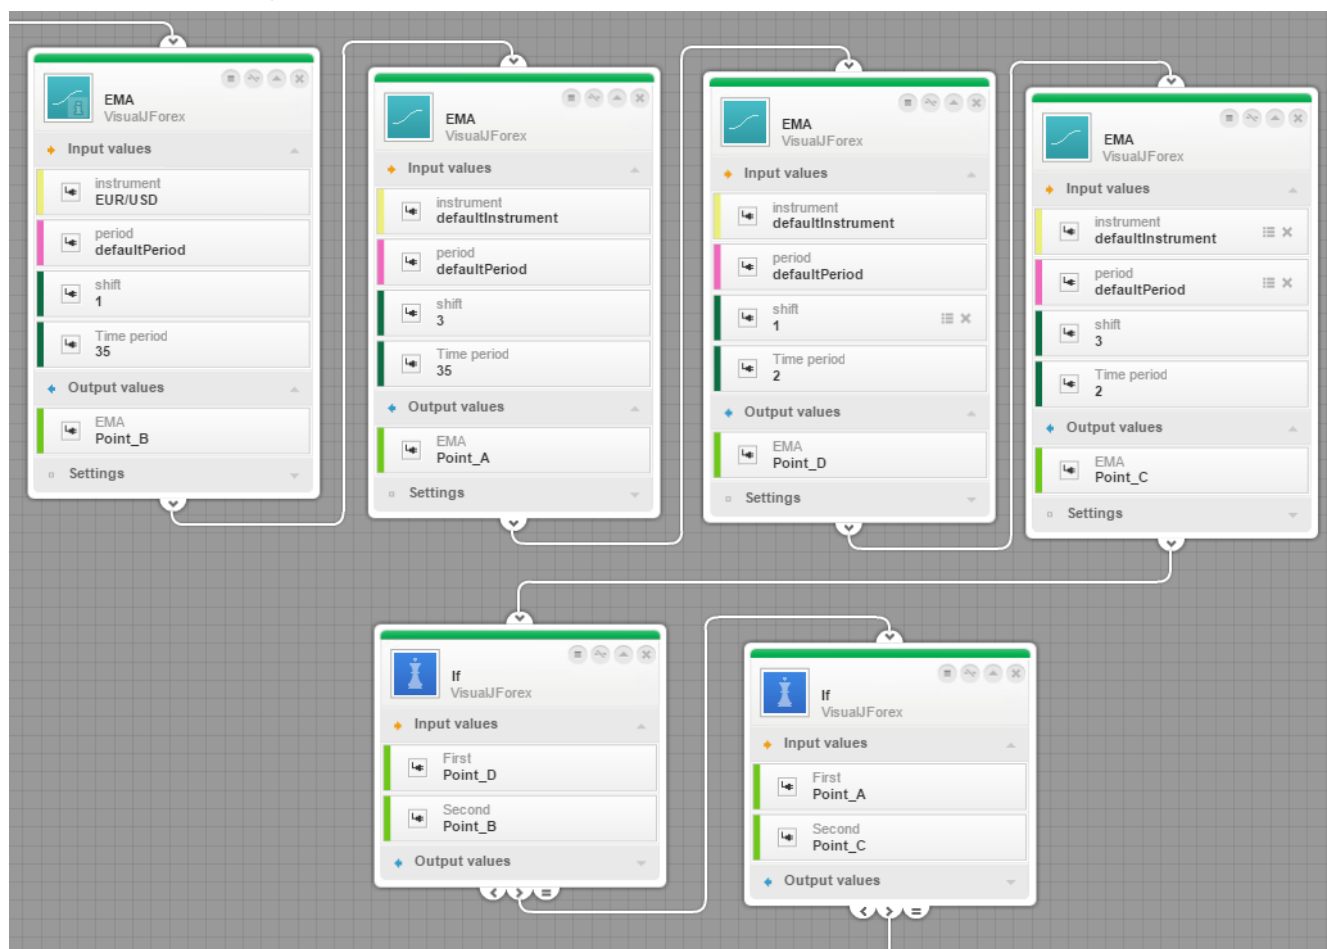 EMA
VisualJForex
Input values
instrument
EUR/USD
period
defaultPeriod
shift
1
Time period
35
Output values
EMA
Point_B
Settings
EMA
VisualJForex
Input values
instrument
defaultInstrument
period
defaultPeriod
shift
3
Time period
35
Output values
EMA
Point_A
Settings
EMA
VisualJForex
Input values
instrument
defaultInstrument
period
defaultPeriod
shift
1
Time period
2
Output values
EMA
Point_D
Settings
EMA
VisualJForex
Input values
instrument
defaultInstrument
period
defaultPeriod
shift
3
Time period
2
Output values
EMA
Point_C
Settings
If
VisualJForex
Input values
First
Point_D
Second
Point_B
Output values
< > =
If
VisualJForex
Input values
First
Point_A
Second
Point_C
Output values
< > =